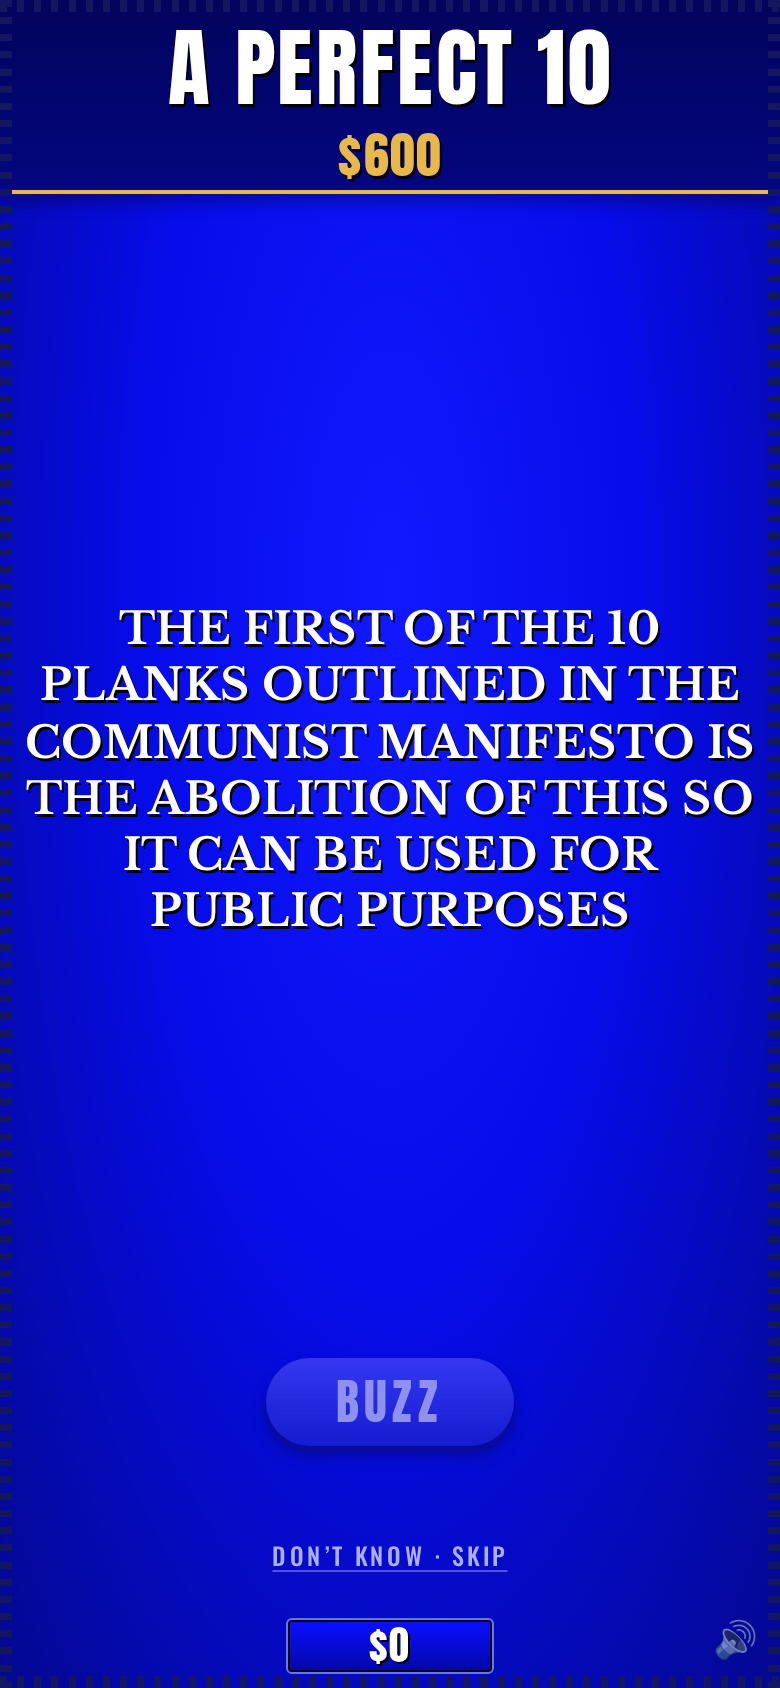 A PERFECT 10
$600
THE FIRST OF THE 10
PLANKS OUTLINED IN THE
COMMUNIST MANIFESTO IS
THE ABOLITION OF THIS SO
IT CAN BE USED FOR
PUBLIC PURPOSES
BUZZ
DON’T KNOW · SKIP
$0